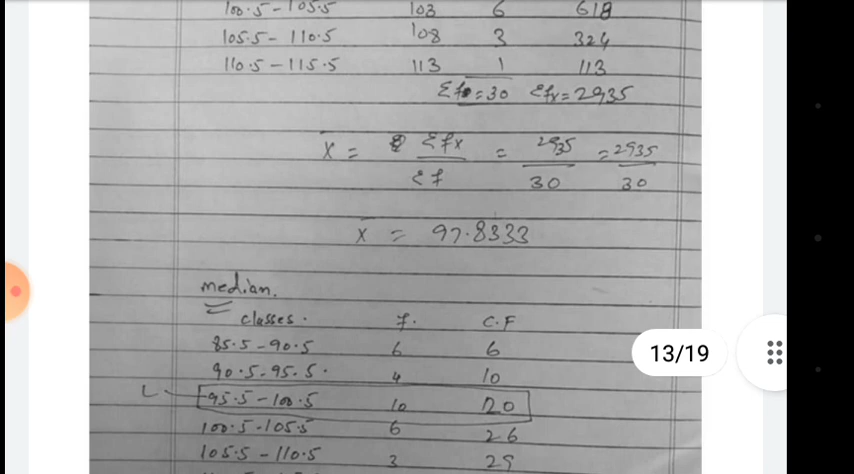 100.5-105.5 103 6 618
105.5- 110.5 108 3 324
110.5-115.5 113 1 113
Σf=30 Σfx=2935
X = Σfx / Σf = 2935 / 30 = 2935 / 30
x = 97.8333
median.
classes. f. C.F
85.5-90.5 6 6
90.5-95.5. 4 10
L 95.5-100.5 10 20
100.5-105.5 6 26
105.5-110.5 3 29
13/19